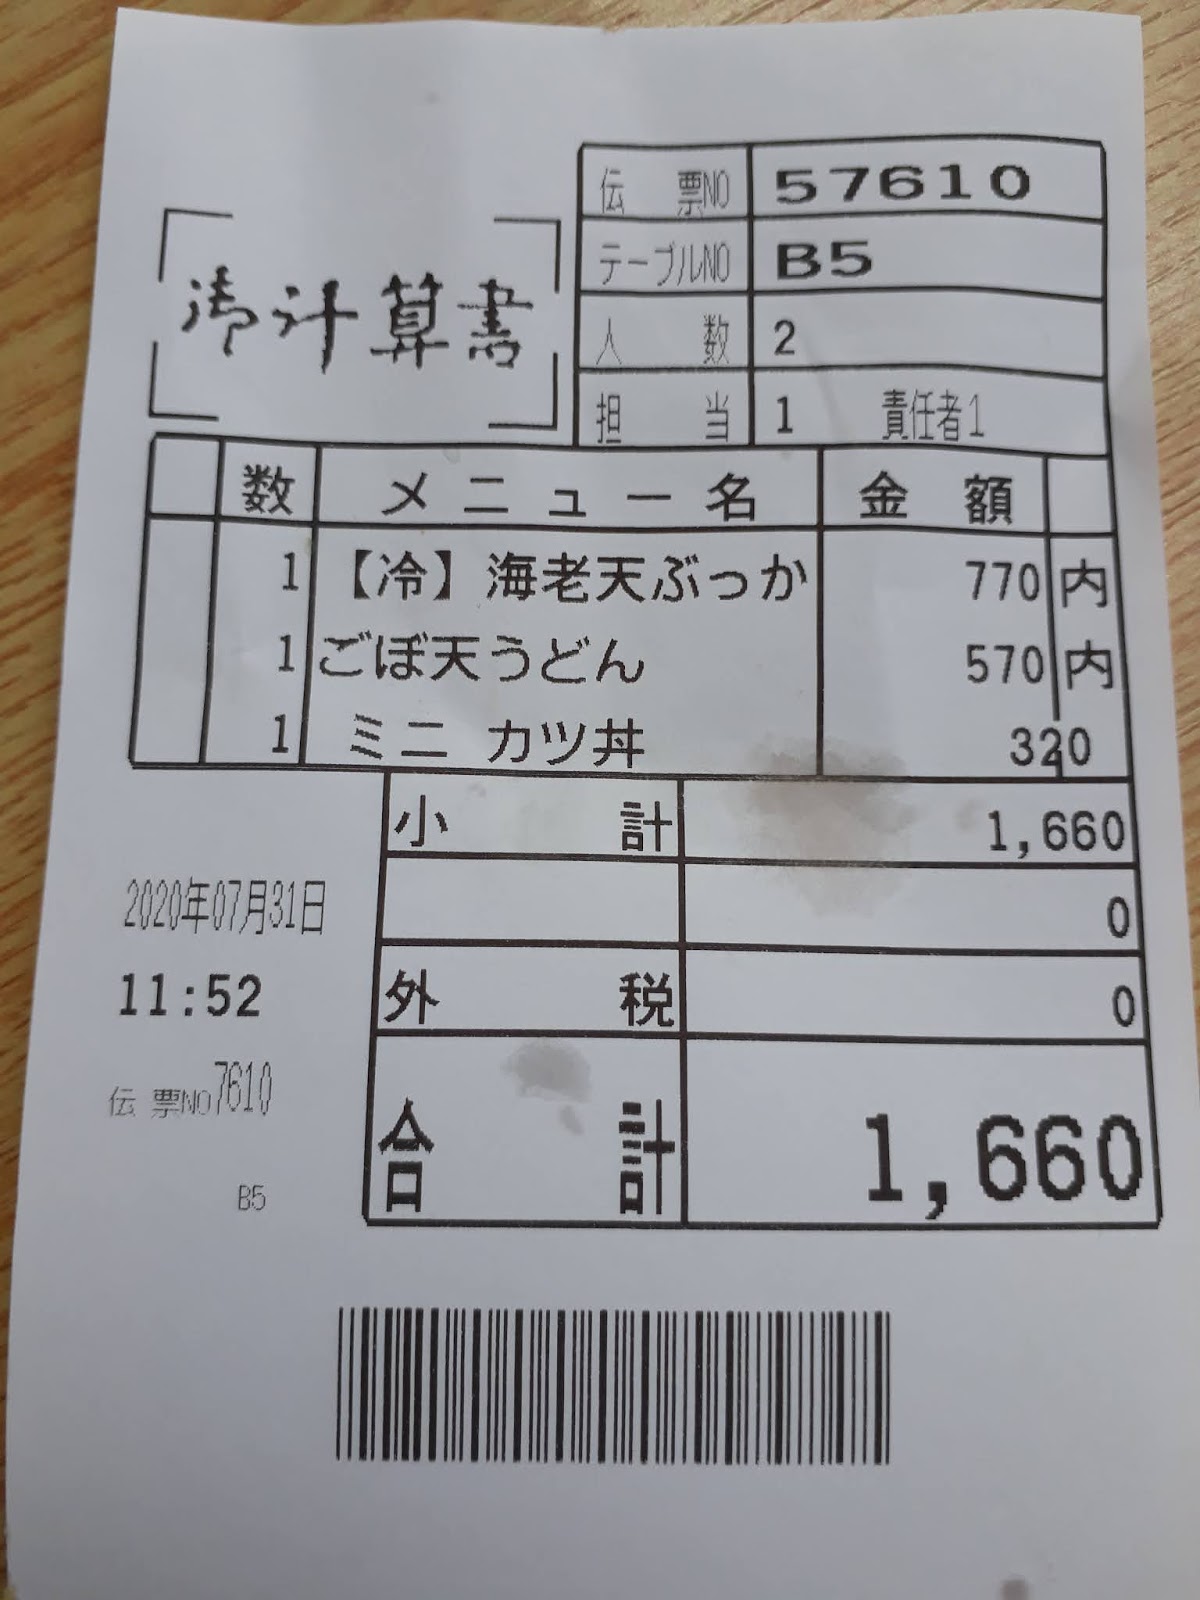 伝票NO 57610
テーブルNO B5
人数 2
担当 1 責任者1
御計算書
数 メニュー名 金額
1 【冷】海老天ぶっか 770 内
1 ごぼ天うどん 570 内
1 ミニ カツ丼 320
小計 1,660
0
外税 0
合計 1,660
2020年07月31日
11:52
伝票NO7610
B5